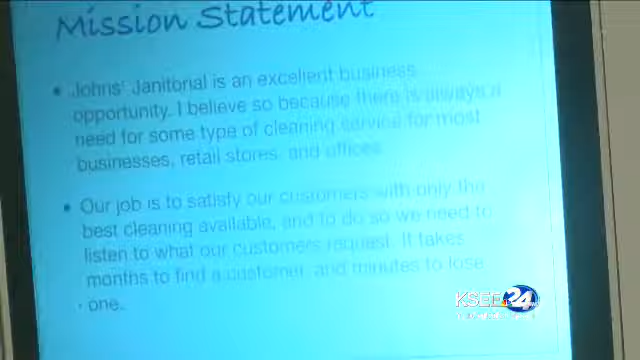 Mission Statement
• Johns' Janitorial is an excellent business
opportunity. I believe so because there is always a
need for some type of cleaning service for most
businesses, retail stores, and offices.
• Our job is to satisfy our customers with only the
best cleaning available, and to do so we need to
listen to what our customers request. It takes
months to find a customer, and minutes to lose
one.
KSEE 24